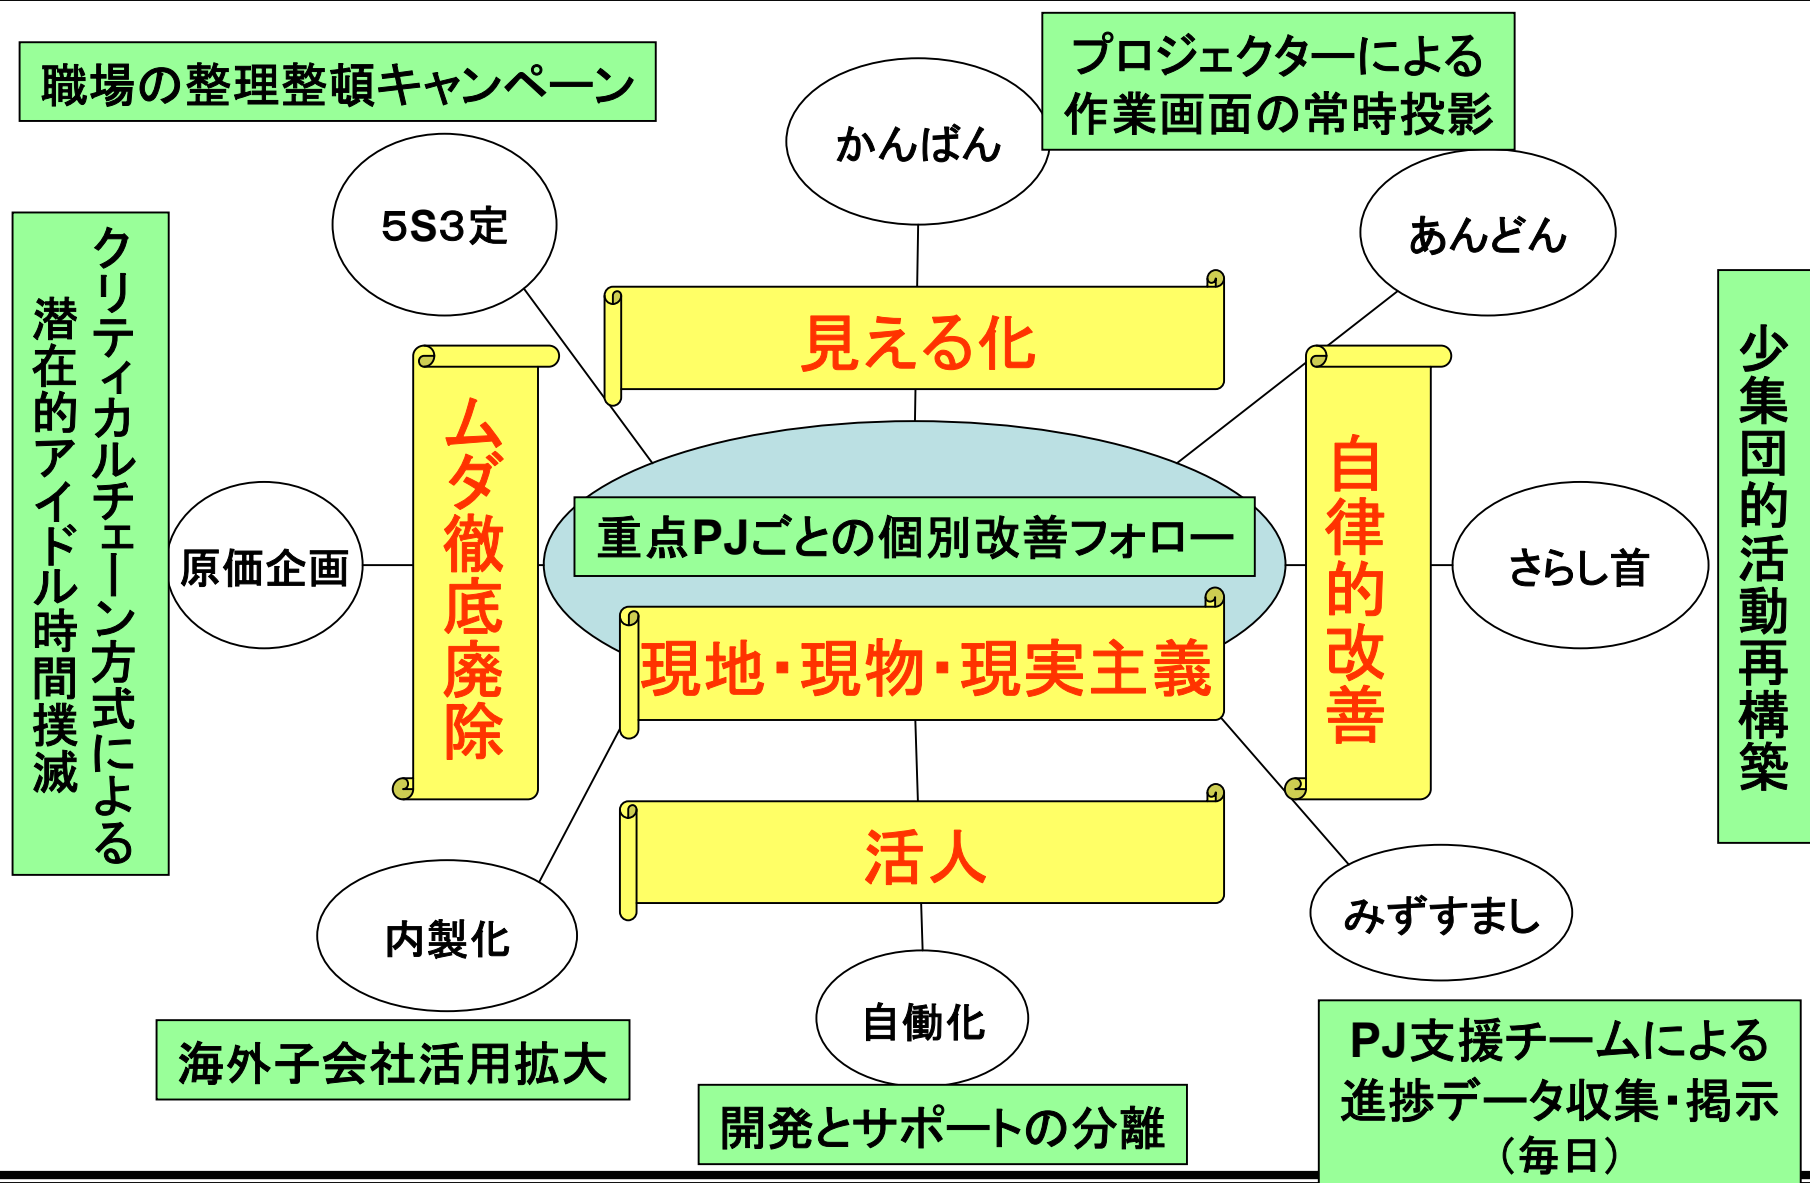 職場の整理整頓キャンペーン
プロジェクターによる
作業画面の常時投影
かんばん
5S3定
あんどん
クリティカルチェーン方式による
潜在的アイドル時間撲滅
見える化
ムダ徹底廃除
自律的改善
少集団的活動再構築
重点PJごとの個別改善フォロー
原価企画
さらし首
現地・現物・現実主義
活人
内製化
みずすまし
自働化
海外子会社活用拡大
開発とサポートの分離
PJ支援チームによる
進捗データ収集・掲示
（毎日）